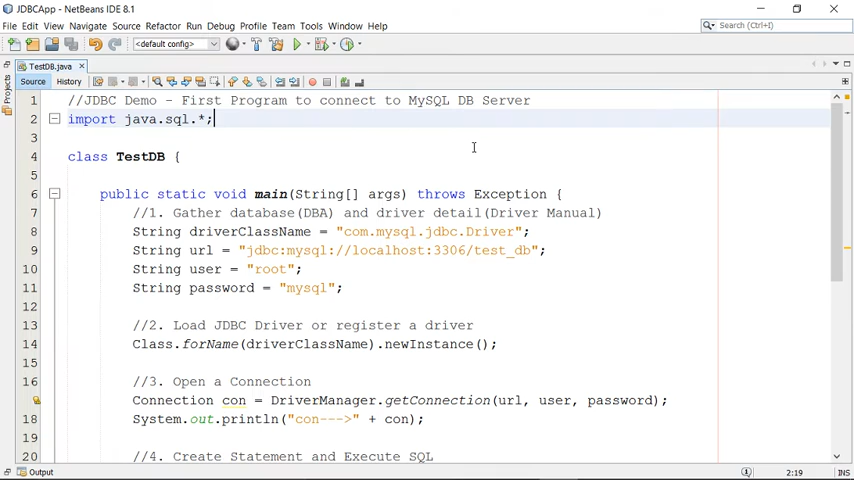 JDBCApp - NetBeans IDE 8.1
File Edit View Navigate Source Refactor Run Debug Profile Team Tools Window Help
Search (Ctrl+I)
<default config>
TestDB.java
Projects
Source History
1 //JDBC Demo - First Program to connect to MySQL DB Server
2 import java.sql.*;
3
4 class TestDB {
5
6 public static void main(String[] args) throws Exception {
7 //1. Gather database(DBA) and driver detail(Driver Manual)
8 String driverClassName = "com.mysql.jdbc.Driver";
9 String url = "jdbc:mysql://localhost:3306/test_db";
10 String user = "root";
11 String password = "mysql";
12
13 //2. Load JDBC Driver or register a driver
14 Class.forName(driverClassName).newInstance();
15
16 //3. Open a Connection
Connection con = DriverManager.getConnection(url, user, password);
18 System.out.println("con--->" + con);
19
20 //4. Create Statement and Execute SQL
Output
1
2:19
INS